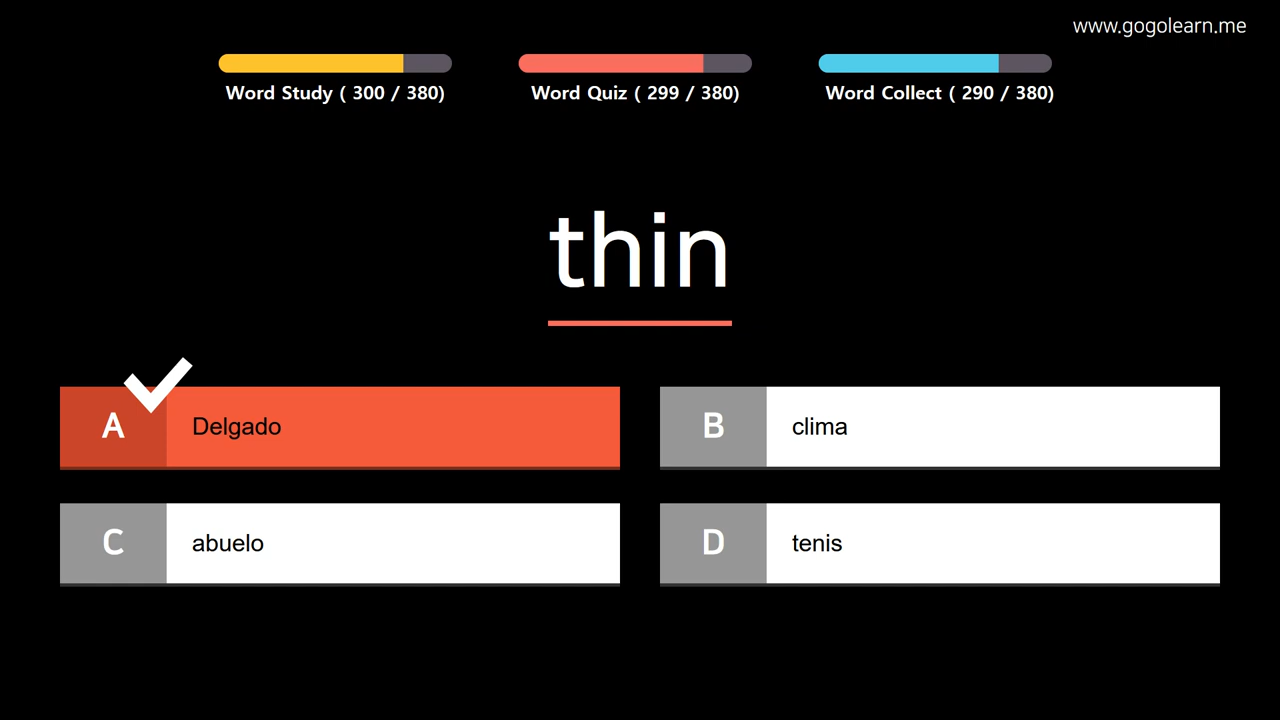 www.gogolearn.me
Word Study ( 300 / 380)
Word Quiz ( 299 / 380)
Word Collect ( 290 / 380)
thin
A Delgado
B clima
C abuelo
D tenis